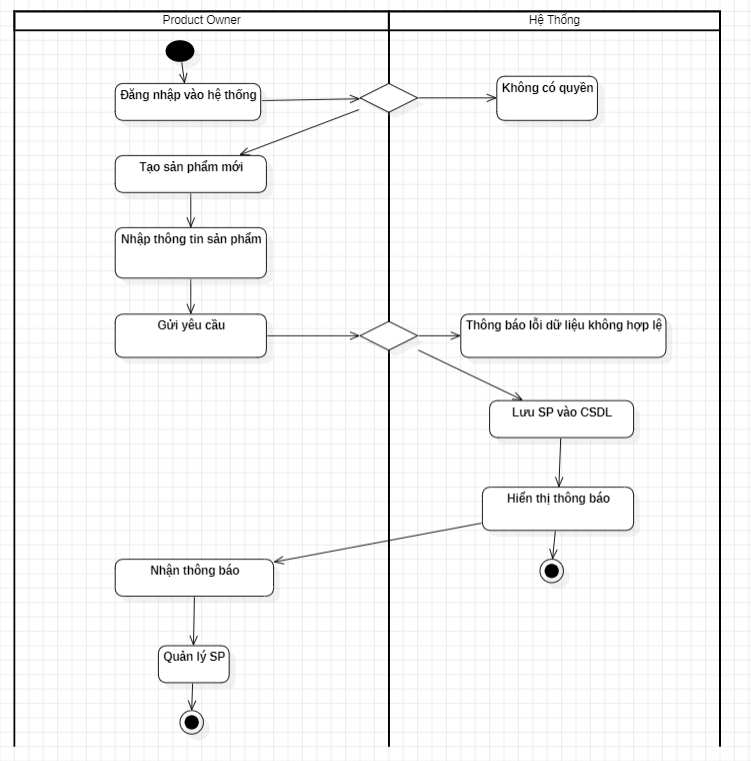 Product Owner
Hệ Thống
Đăng nhập vào hệ thống
Không có quyền
Tạo sản phẩm mới
Nhập thông tin sản phẩm
Gửi yêu cầu
Thông báo lỗi dữ liệu không hợp lệ
Lưu SP vào CSDL
Hiển thị thông báo
Nhận thông báo
Quản lý SP